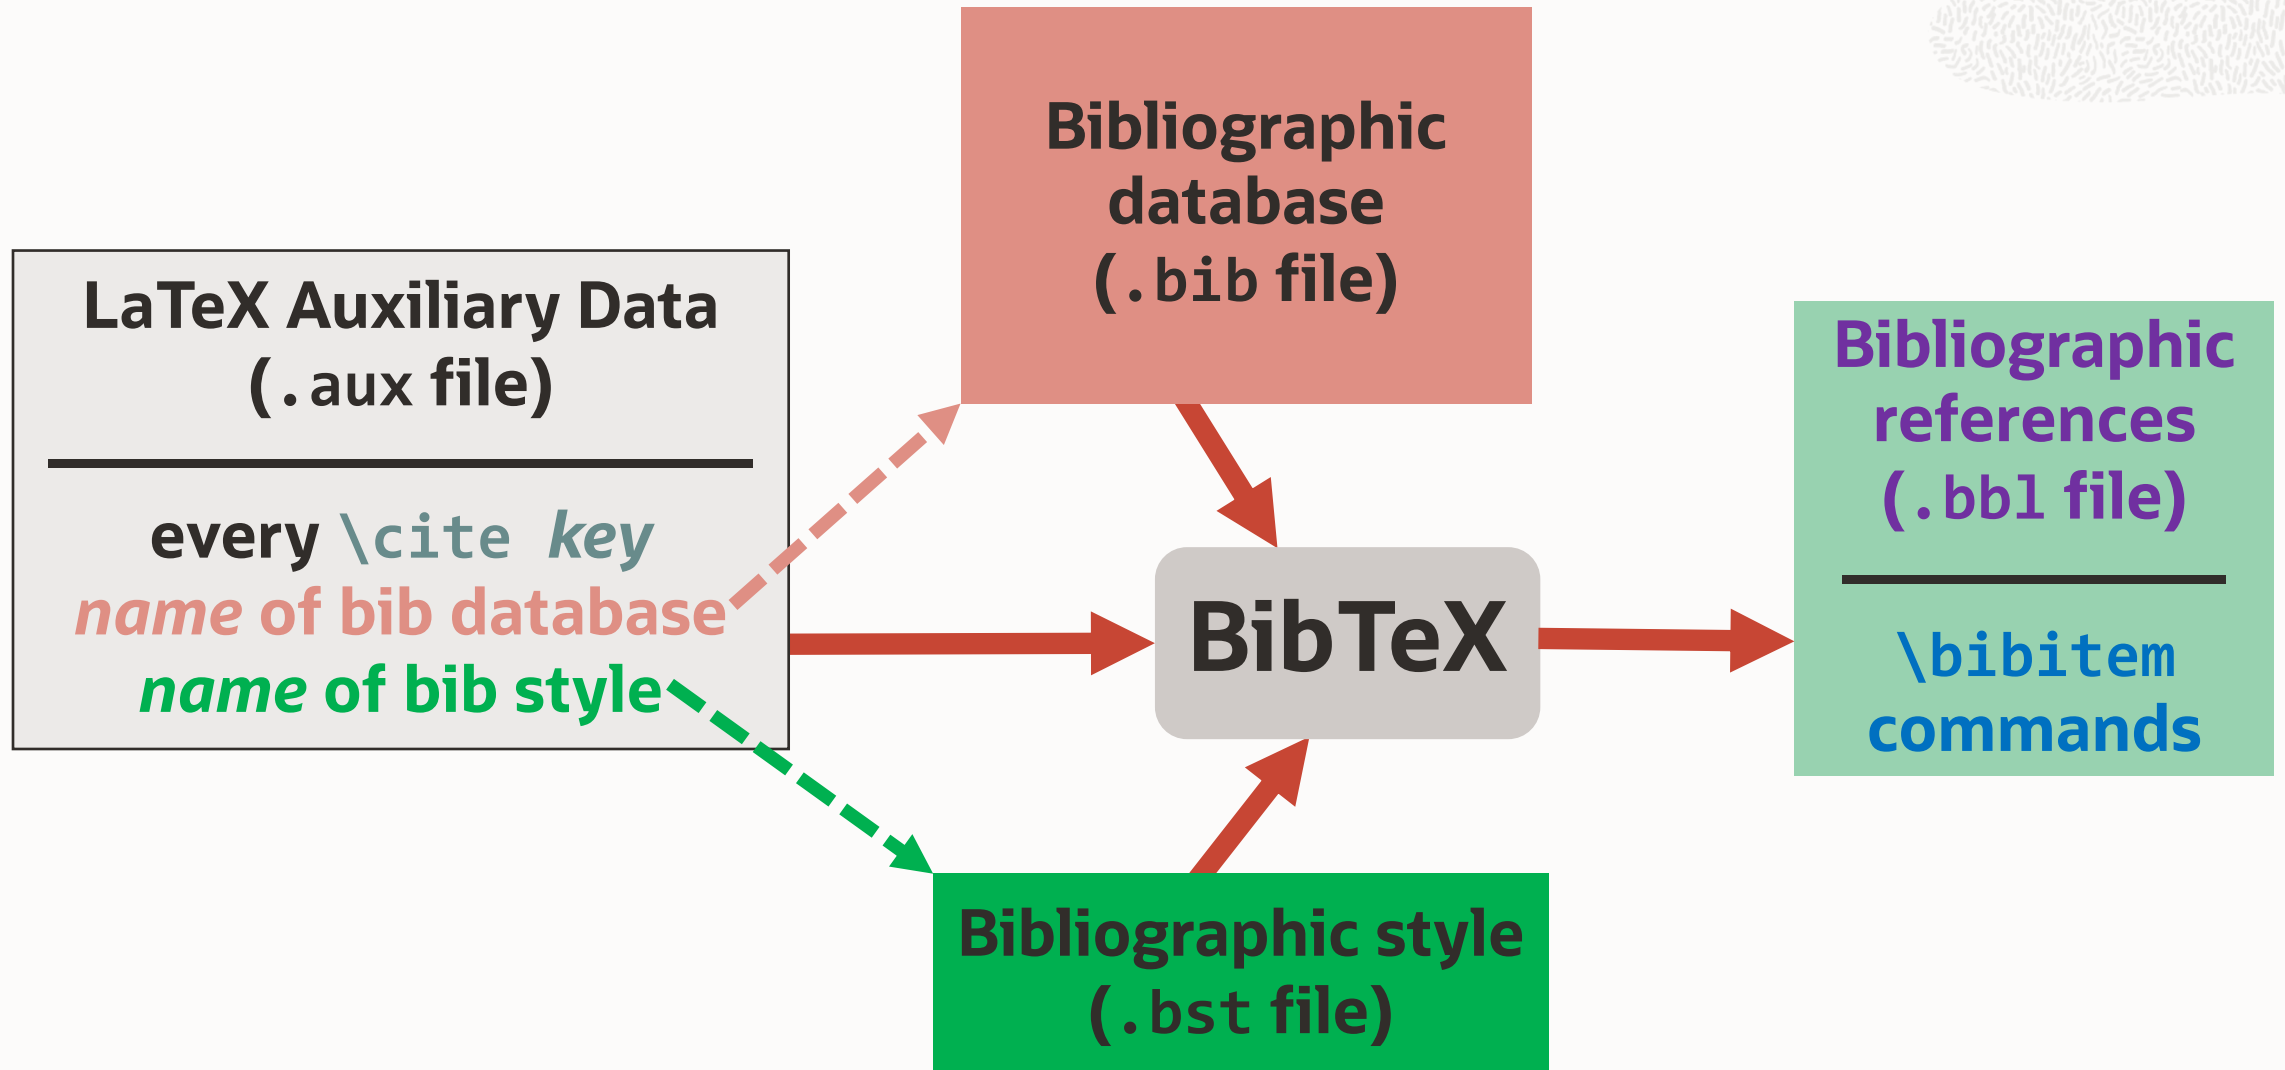 Bibliographic
database
(.bib file)
LaTeX Auxiliary Data
(.aux file)
every \cite key
name of bib database
name of bib style
BibTeX
Bibliographic
references
(.bbl file)
\bibitem
commands
Bibliographic style
(.bst file)